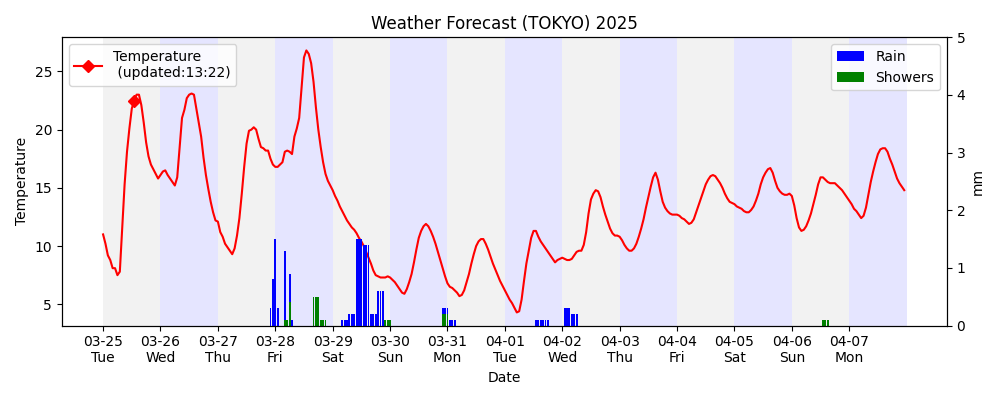 Weather Forecast (TOKYO) 2025
Temperature
(updated:13:22)
Rain
Showers
Temperature
25
20
15
10
5
5
4
3
2
1
0
mm
03-25 03-26 03-27 03-28 03-29 03-30 03-31 04-01 04-02 04-03 04-04 04-05 04-06 04-07
Tue Wed Thu Fri Sat Sun Mon Tue Wed Thu Fri Sat Sun Mon
Date